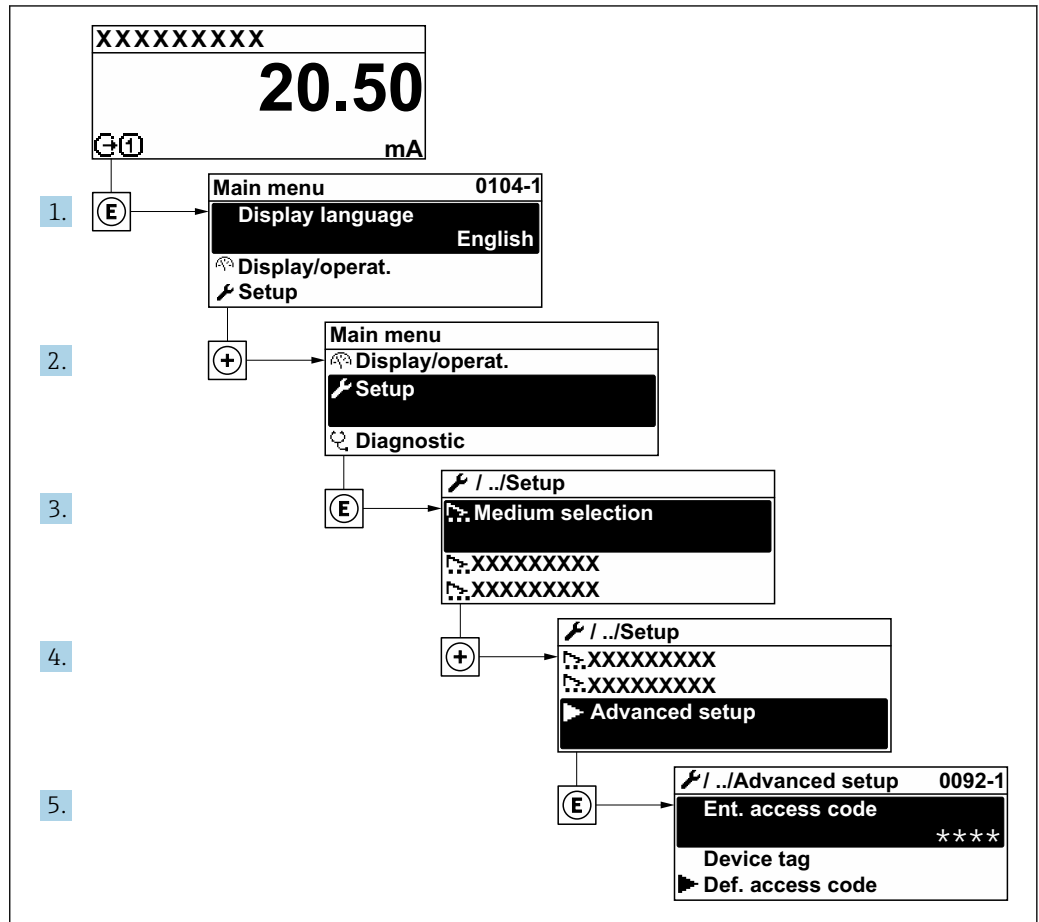 XXXXXXXXX
20.50
1 mA
1. E
Main menu 0104-1
Display language
English
Display/operat.
Setup
2. +
Main menu
Display/operat.
Setup
Diagnostic
3. E
/ ../Setup
Medium selection
XXXXXXXXX
XXXXXXXXX
4. +
/ ../Setup
XXXXXXXXX
XXXXXXXXX
Advanced setup
5. E
/ ../Advanced setup 0092-1
Ent. access code
****
Device tag
Def. access code